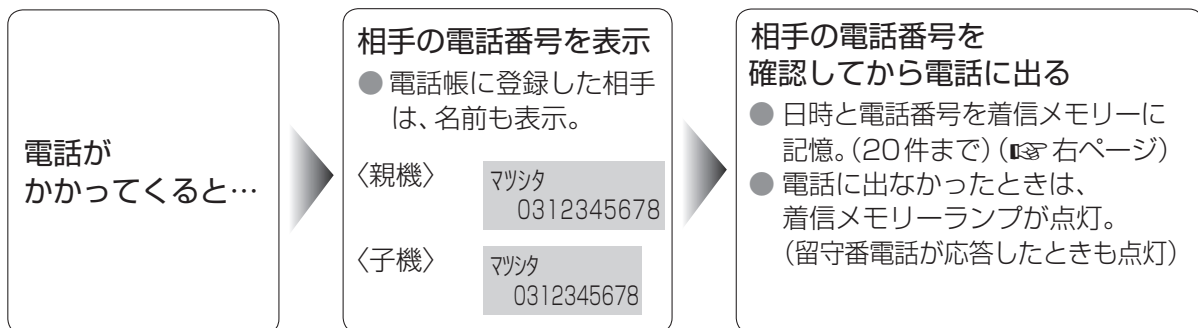 電話が
かかってくると…
相手の電話番号を表示
● 電話帳に登録した相手
は、名前も表示。
〈親機〉
ﾏﾂｼﾀ
0312345678
〈子機〉
ﾏﾂｼﾀ
0312345678
相手の電話番号を
確認してから電話に出る
● 日時と電話番号を着信メモリーに
記憶。(20件まで)(☞右ページ)
● 電話に出なかったときは、
着信メモリーランプが点灯。
(留守番電話が応答したときも点灯)